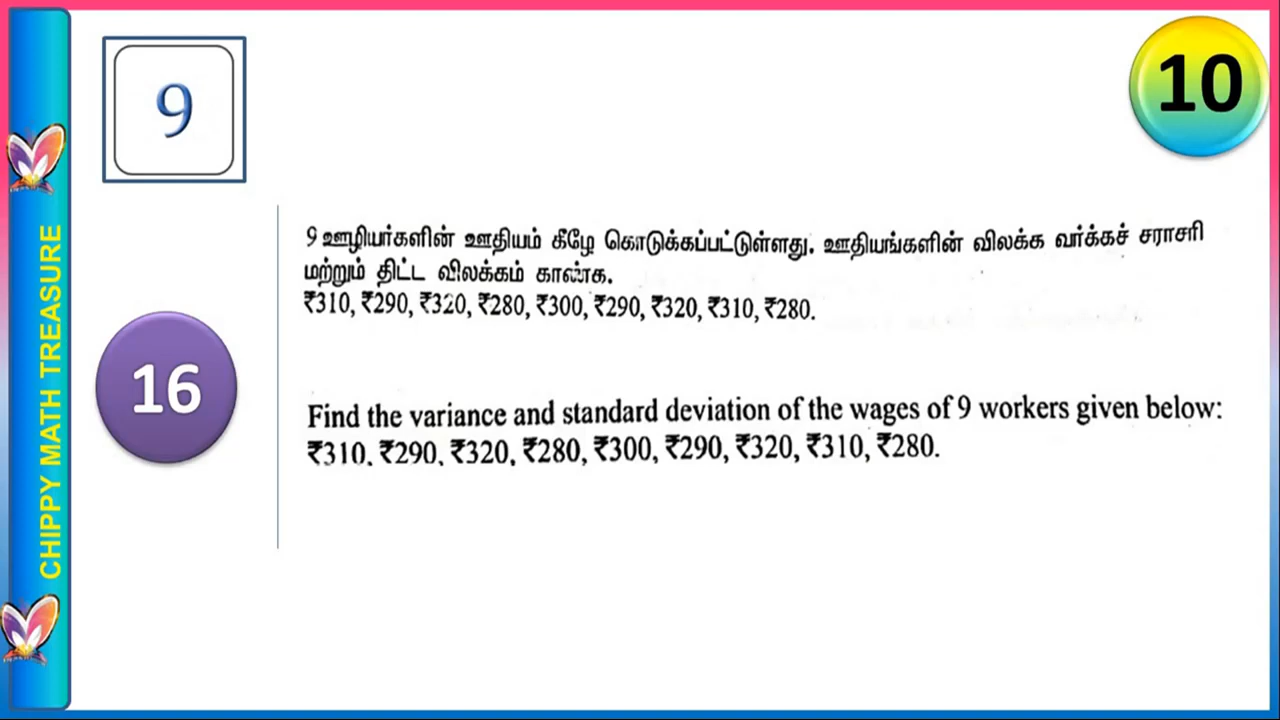 9
10
CHIPPY MATH TREASURE
9 ஊழியர்களின் ஊதியம் கீழே கொடுக்கப்பட்டுள்ளது. ஊதியங்களின் விலக்க வர்க்கச் சராசரி
மற்றும் திட்ட விலக்கம் காண்க.
₹310, ₹290, ₹320, ₹280, ₹300, ₹290, ₹320, ₹310, ₹280.
16
Find the variance and standard deviation of the wages of 9 workers given below:
₹310, ₹290, ₹320, ₹280, ₹300, ₹290, ₹320, ₹310, ₹280.